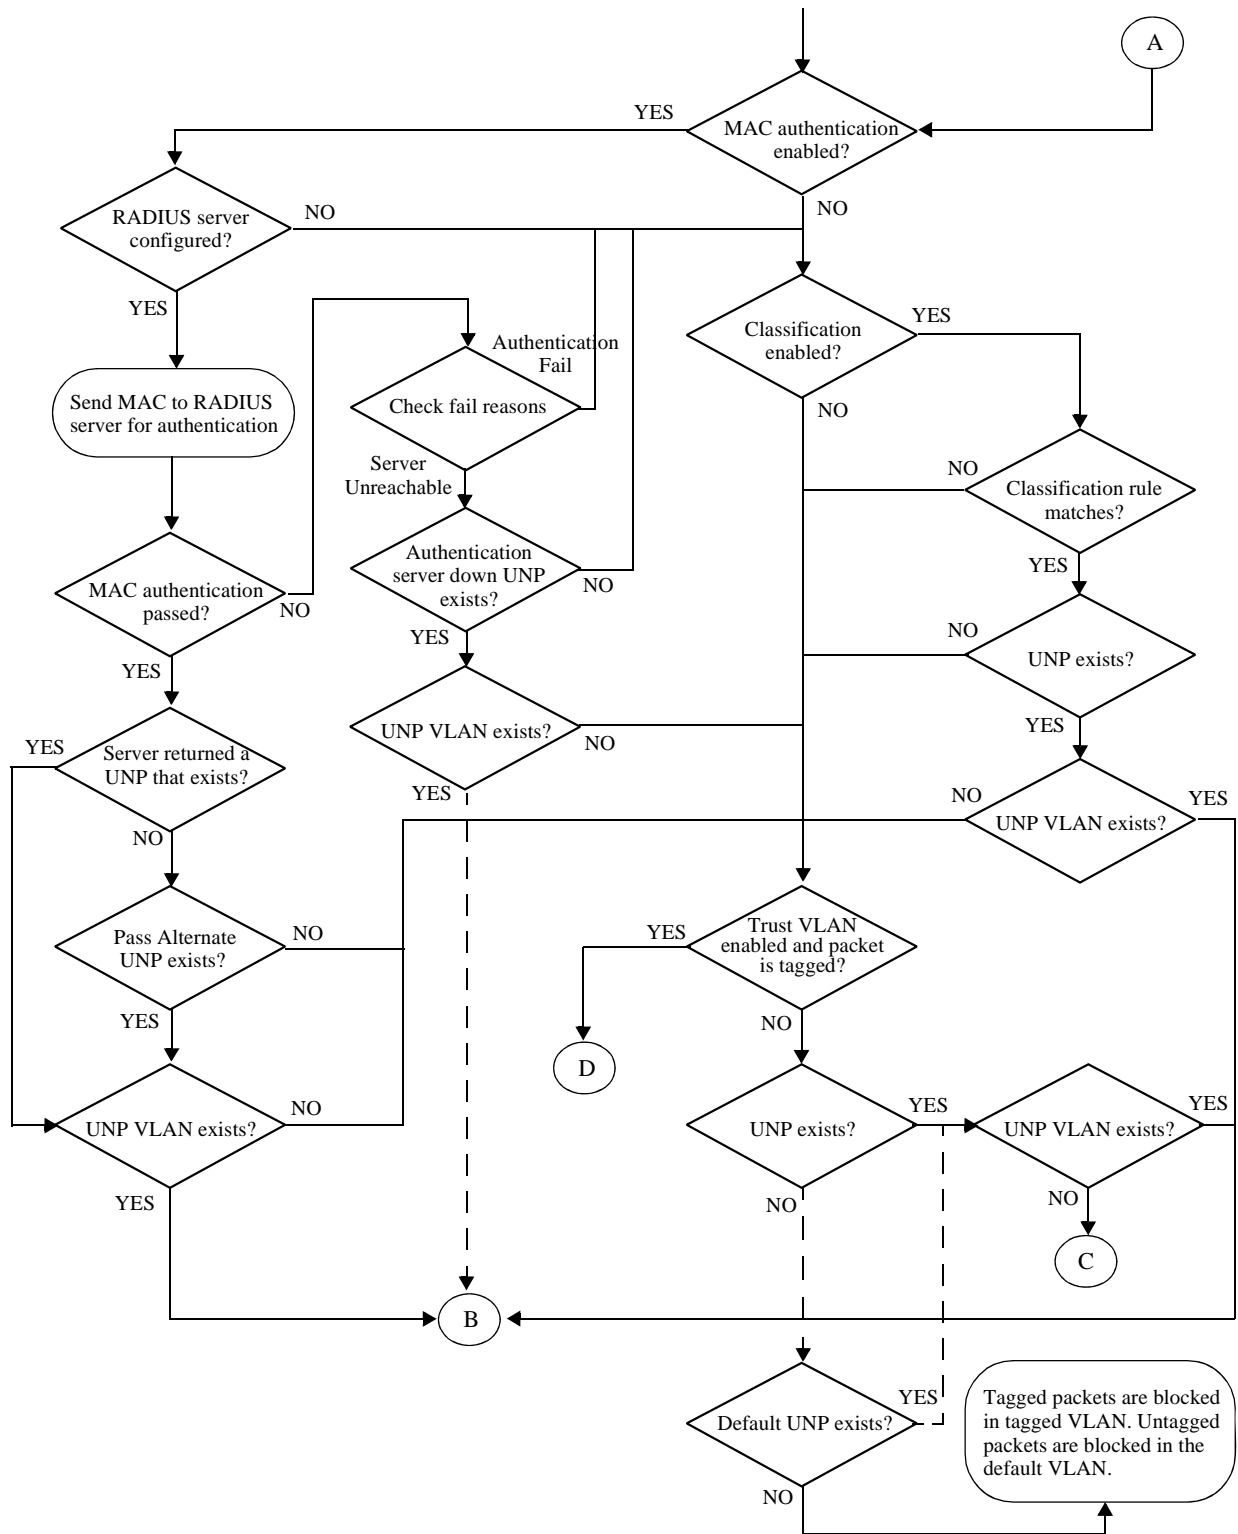 A
YES
MAC authentication
enabled?
NO
RADIUS server
configured?
NO
YES
Classification
enabled?
YES
NO
Authentication
Fail
Check fail reasons
Send MAC to RADIUS
server for authentication
Server
Unreachable
NO
Classification rule
matches?
YES
Authentication
server down UNP
exists?
NO
YES
MAC authentication
passed?
NO
YES
NO
UNP exists?
YES
UNP VLAN exists?
NO
YES
YES
Server returned a
UNP that exists?
NO
NO
UNP VLAN exists?
YES
Pass Alternate
UNP exists?
NO
YES
YES
Trust VLAN
enabled and packet
is tagged?
NO
D
UNP VLAN exists?
NO
YES
UNP exists?
YES
NO
UNP VLAN exists?
YES
NO
C
B
Default UNP exists?
YES
NO
Tagged packets are blocked
in tagged VLAN. Untagged
packets are blocked in the
default VLAN.